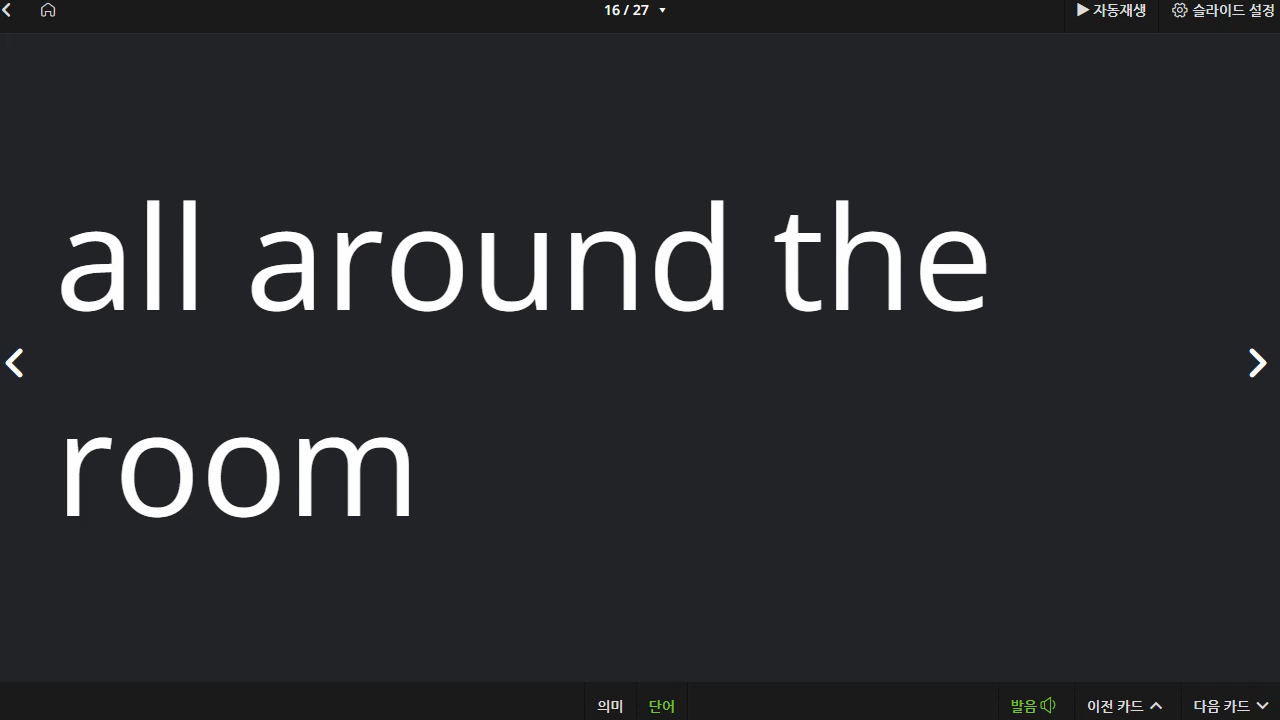 16 / 27
자동재생
슬라이드 설정
all around the
room
의미
단어
발음
이전 카드
다음 카드